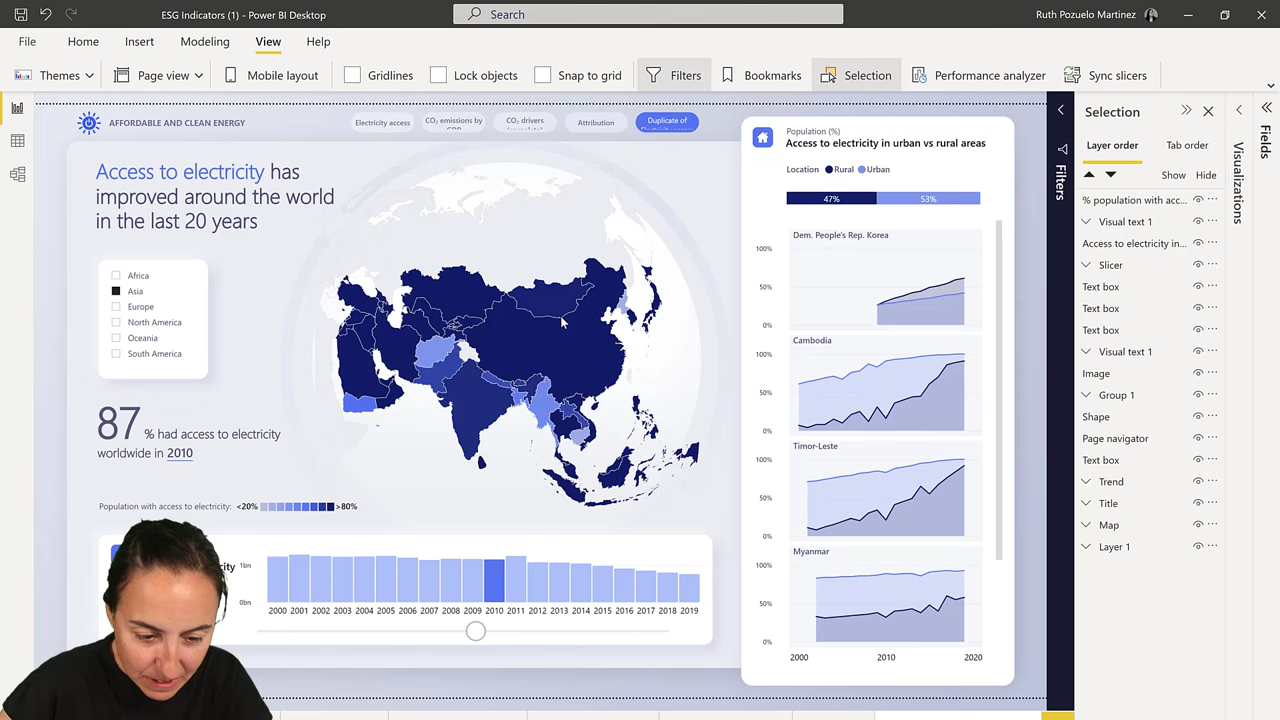 ESG Indicators (1) - Power BI Desktop
Search
Ruth Pozuelo Martinez
File
Home
Insert
Modeling
View
Help
Themes
Page view
Mobile layout
Gridlines
Lock objects
Snap to grid
Filters
Bookmarks
Selection
Performance analyzer
Sync slicers
AFFORDABLE AND CLEAN ENERGY
Electricity access
CO₂ emissions by
GDP
CO₂ drivers
(complete)
Attribution
Duplicate of
Electricity access
Access to electricity has
improved around the world
in the last 20 years
Africa
Asia
Europe
North America
Oceania
South America
87 % had access to electricity
worldwide in 2010
Population with access to electricity: <20% >80%
1bn
0bn
2000 2001 2002 2003 2004 2005 2006 2007 2008 2009 2010 2011 2012 2013 2014 2015 2016 2017 2018 2019
Population (%)
Access to electricity in urban vs rural areas
Location Rural Urban
47% 53%
Dem. People's Rep. Korea
100%
50%
0%
Cambodia
100%
50%
0%
Timor-Leste
100%
50%
0%
Myanmar
100%
50%
0%
2000 2010 2020
Filters
Selection
Layer order
Tab order
Show
Hide
% population with acc...
Visual text 1
Access to electricity in...
Slicer
Text box
Text box
Text box
Visual text 1
Image
Group 1
Shape
Page navigator
Text box
Trend
Title
Map
Layer 1
Visualizations
Fields